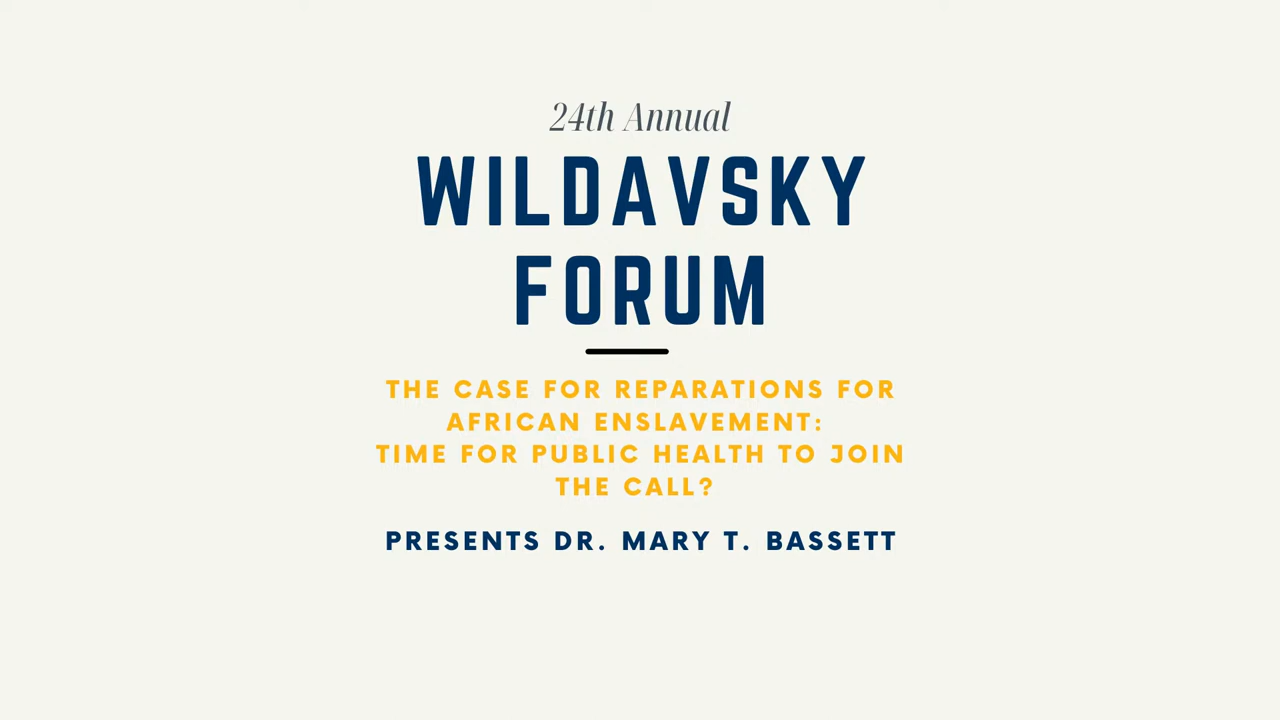 24th Annual
WILDAVSKY
FORUM
THE CASE FOR REPARATIONS FOR
AFRICAN ENSLAVEMENT:
TIME FOR PUBLIC HEALTH TO JOIN
THE CALL?
PRESENTS DR. MARY T. BASSETT